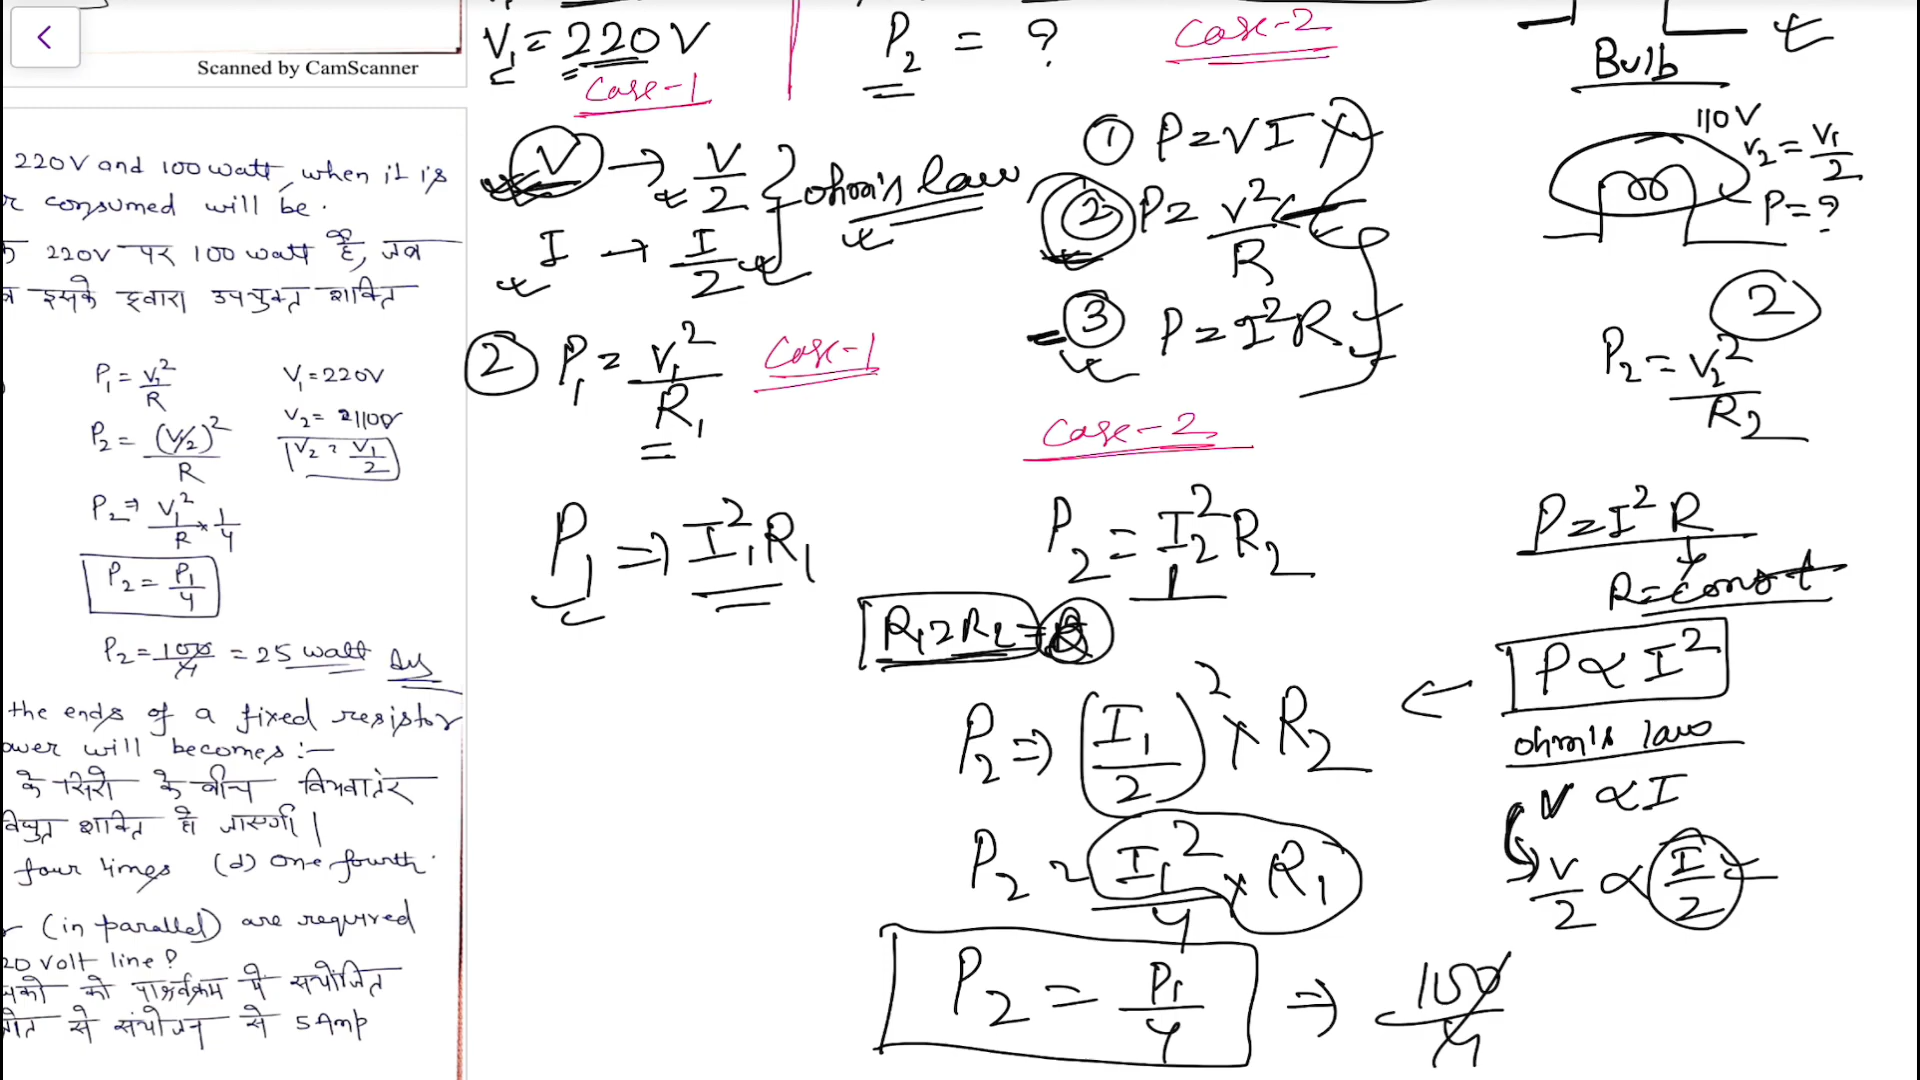 Scanned by CamScanner
220V and 100 watt, when it is
r consumed will be.
220V पर 100 watt है, जब
इसके द्वारा उपयुक्त शक्ति
P₁ = V₁²/R
V₁ = 220V
P₂ = (V/2)²/R
V₂ = 110V
V₂ = V₁/2
P₂ ⇒ V₁²/R × 1/4
P₂ = P₁/4
P₂ = 100/4 = 25 watt Ans
the ends of a fixed resistor
ower will becomes :-
के सिरो के बीच विभवांतर
विद्युत शक्ति हो जाएगी |
four times (d) one fourth.
r (in parallel) are required
20 volt line?
को पार्श्वक्रम में संयोजित
से संयोजन से 5 Amp
V₁ = 220V
Case-1
P₂ = ?
Case-2
V → V/2
I → I/2
ohm's law
① P = VI
② P = V²/R
③ P = I²R
Bulb
110V
V₂ = V₁/2
P = ?
② P₁ = V₁²/R₁
Case-1
2
P₂ = V₂²/R₂
Case-2
P₁ ⇒ I₁²R₁
P₂ = I₂²R₂
R₁ = R₂ = R
P₂ ⇒ (I₁/2)² × R₂
P₂ = I₁²/4 × R₁
P₂ = P₁/4 ⇒ 100/4
P = I²R
R = const
P ∝ I²
ohm's law
V ∝ I
V/2 ∝ I/2